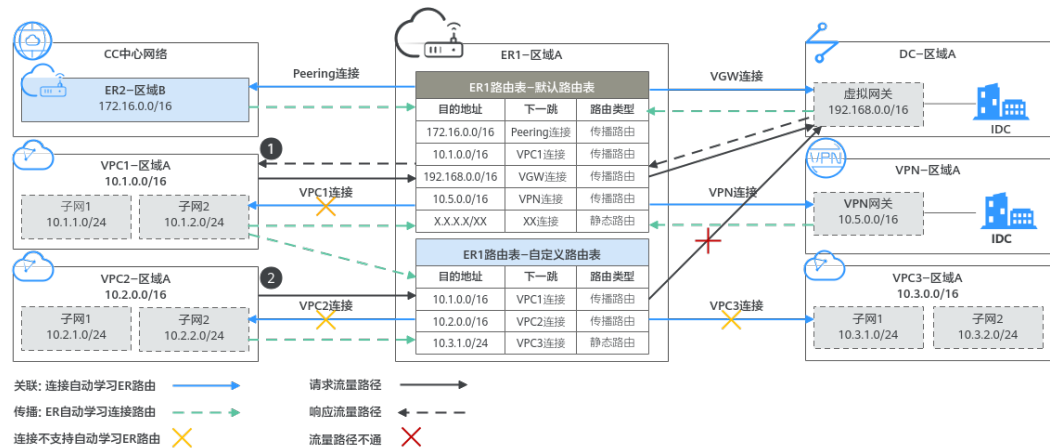 CC中心网络
ER2-区域B
172.16.0.0/16
Peering连接
ER1-区域A
ER1路由表-默认路由表
目的地址 下一跳 路由类型
172.16.0.0/16 Peering连接 传播路由
10.1.0.0/16 VPC1连接 传播路由
192.168.0.0/16 VGW连接 传播路由
10.5.0.0/16 VPN连接 传播路由
X.X.X.X/XX XX连接 静态路由
ER1路由表-自定义路由表
目的地址 下一跳 路由类型
10.1.0.0/16 VPC1连接 传播路由
10.2.0.0/16 VPC2连接 传播路由
10.3.1.0/24 VPC3连接 静态路由
VGW连接
DC-区域A
虚拟网关
192.168.0.0/16
IDC
1
VPC1-区域A
10.1.0.0/16
子网1
10.1.1.0/24
子网2
10.1.2.0/24
VPC1连接
VPN连接
VPN
VPN-区域A
VPN网关
10.5.0.0/16
IDC
2
VPC2-区域A
10.2.0.0/16
子网1
10.2.1.0/24
子网2
10.2.2.0/24
VPC2连接
VPC3连接
VPC3-区域A
10.3.0.0/16
子网1
10.3.1.0/24
子网2
10.3.2.0/24
关联: 连接自动学习ER路由
传播: ER自动学习连接路由
连接不支持自动学习ER路由
请求流量路径
响应流量路径
流量路径不通